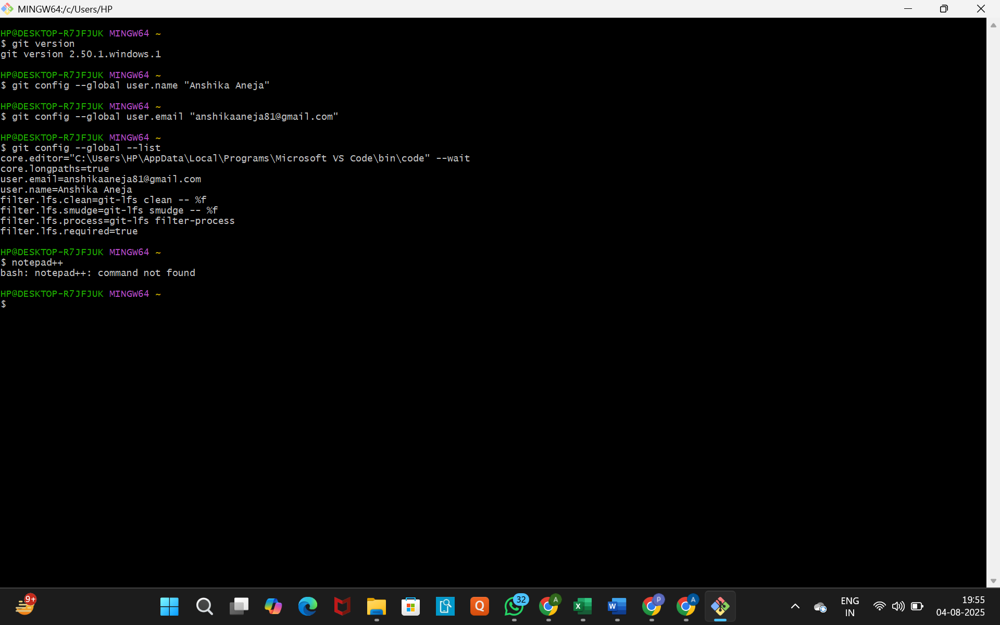 MINGW64:/c/Users/HP
HP@DESKTOP-R7JFJUK MINGW64 ~
$ git version
git version 2.50.1.windows.1
HP@DESKTOP-R7JFJUK MINGW64 ~
$ git config --global user.name "Anshika Aneja"
HP@DESKTOP-R7JFJUK MINGW64 ~
$ git config --global user.email "anshikaaneja81@gmail.com"
HP@DESKTOP-R7JFJUK MINGW64 ~
$ git config --global --list
core.editor="C:\Users\HP\AppData\Local\Programs\Microsoft VS Code\bin\code" --wait
core.longpaths=true
user.email=anshikaaneja81@gmail.com
user.name=Anshika Aneja
filter.lfs.clean=git-lfs clean -- %f
filter.lfs.smudge=git-lfs smudge -- %f
filter.lfs.process=git-lfs filter-process
filter.lfs.required=true
HP@DESKTOP-R7JFJUK MINGW64 ~
$ notepad++
bash: notepad++: command not found
HP@DESKTOP-R7JFJUK MINGW64 ~
$
9+
Q
32
A
X
W
P
A
ENG
IN
19:55
04-08-2025